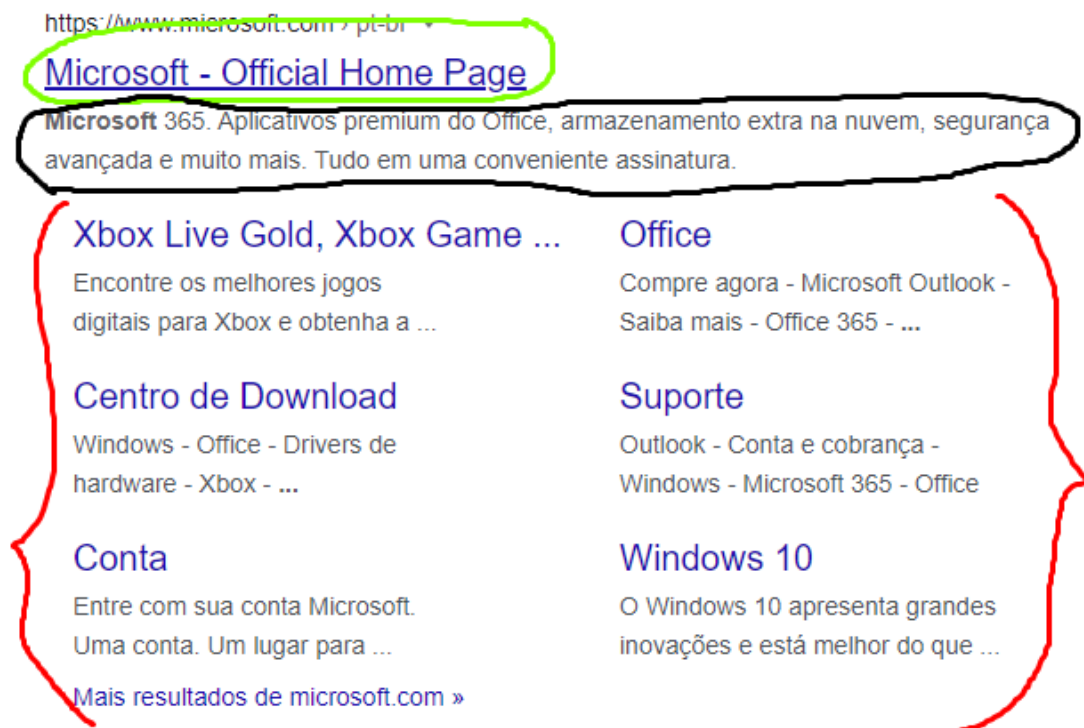 https://www.microsoft.com › pt-br
Microsoft - Official Home Page
Microsoft 365. Aplicativos premium do Office, armazenamento extra na nuvem, segurança
avançada e muito mais. Tudo em uma conveniente assinatura.
Xbox Live Gold, Xbox Game ...
Encontre os melhores jogos
digitais para Xbox e obtenha a ...
Office
Compre agora - Microsoft Outlook -
Saiba mais - Office 365 - ...
Centro de Download
Windows - Office - Drivers de
hardware - Xbox - ...
Suporte
Outlook - Conta e cobrança -
Windows - Microsoft 365 - Office
Conta
Entre com sua conta Microsoft.
Uma conta. Um lugar para ...
Windows 10
O Windows 10 apresenta grandes
inovações e está melhor do que ...
Mais resultados de microsoft.com »